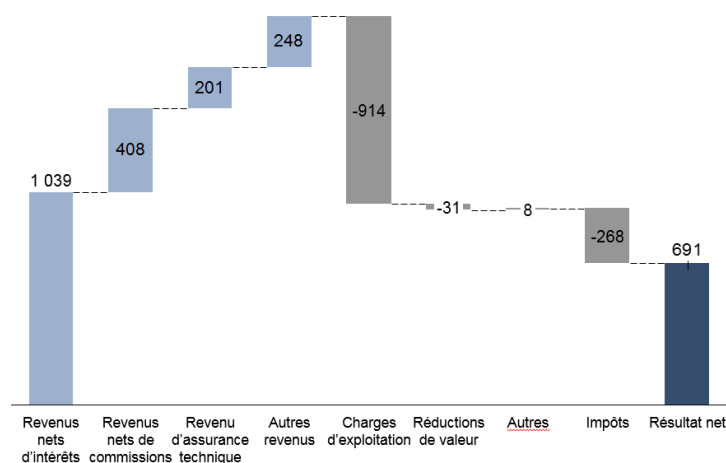 248
201
-914
408
1 039
-31
8
-268
691
Revenus
nets
d'intérêts
Revenus
nets de
commissions
Revenu
d'assurance
technique
Autres
revenus
Charges
d'exploitation
Réductions
de valeur
Autres
Impôts
Résultat net